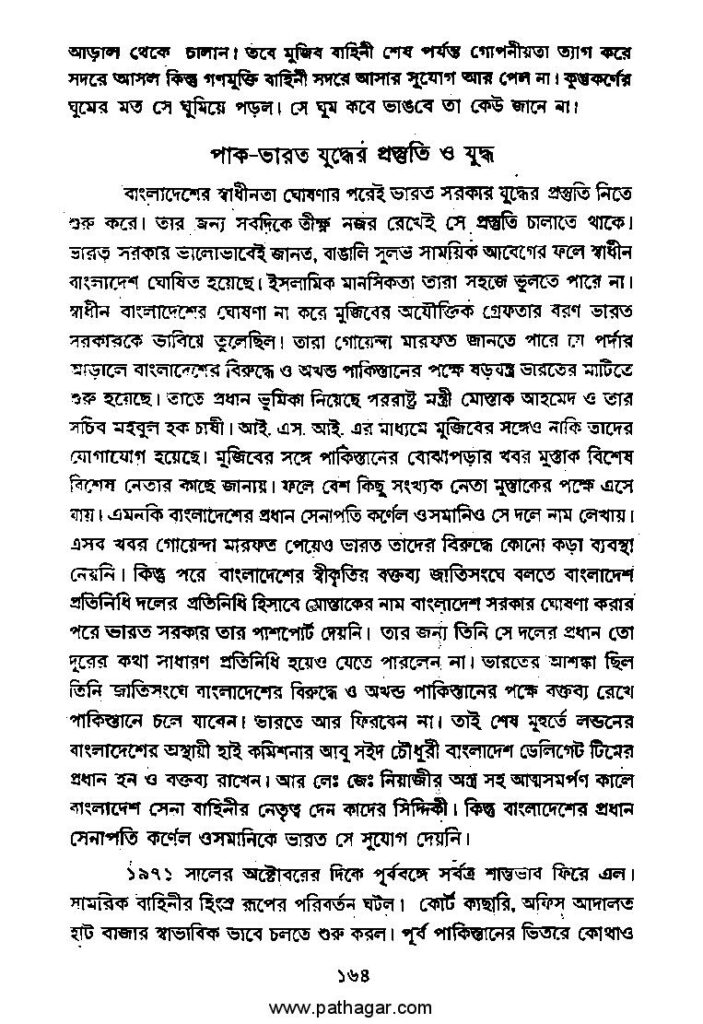 আড়াল থেকে চালান। তবে মুজিব বাহিনী শেষ পর্যন্ত গোপনীয়তা ত্যাগ করে
সদরে আসল কিন্তু গণমুক্তি বাহিনী সদরে আসার সুযোগ আর পেল না। কুম্ভকর্ণের
ঘুমের মত সে ঘুমিয়ে পড়ল। সে ঘুম কবে ভাঙবে তা কেউ জানে না।
পাক-ভারত যুদ্ধের প্রস্তুতি ও যুদ্ধ
বাংলাদেশের স্বাধীনতা ঘোষণার পরেই ভারত সরকার যুদ্ধের প্রস্তুতি নিতে
শুরু করে। তার জন্য সবদিকে তীক্ষ্ণ নজর রেখেই সে প্রস্তুতি চালাতে থাকে।
ভারত সরকার ভালোভাবেই জানত, বাঙালি সুলভ সাময়িক আবেগের ফলে স্বাধীন
বাংলাদেশ ঘোষিত হয়েছে। ইসলামিক মানসিকতা তারা সহজে ভুলতে পারে না।
স্বাধীন বাংলাদেশের ঘোষণা না করে মুজিবের অযৌক্তিক গ্রেফতার বরণ ভারত
সরকারকে ভাবিয়ে তুলেছিল। তারা গোয়েন্দা মারফত জানতে পারে যে পর্দার
আড়ালে বাংলাদেশের বিরুদ্ধে ও অখন্ড পাকিস্তানের পক্ষে ষড়যন্ত্র ভারতের মাটিতে
শুরু হয়েছে। তাতে প্রধান ভূমিকা নিয়েছে পররাষ্ট্র মন্ত্রী মোস্তাক আহমেদ ও তার
সচিব মহবুল হক চাষী। আই. এস. আই. এর মাধ্যমে মুজিবের সঙ্গেও নাকি তাদের
যোগাযোগ হয়েছে। মুজিবের সঙ্গে পাকিস্তানের বোঝাপড়ার খবর মুস্তাক বিশেষ
বিশেষ নেতার কাছে জানায়। ফলে বেশ কিছু সংখ্যক নেতা মুস্তাকের পক্ষে এসে
যায়। এমনকি বাংলাদেশের প্রধান সেনাপতি কর্ণেল ওসমানিও সে দলে নাম লেখায়।
এসব খবর গোয়েন্দা মারফত পেয়েও ভারত তাদের বিরুদ্ধে কোনো কড়া ব্যবস্থা
নেয়নি। কিন্তু পরে বাংলাদেশের স্বীকৃতির বক্তব্য জাতিসংঘে বলতে বাংলাদেশ
প্রতিনিধি দলের প্রতিনিধি হিসাবে মোস্তাকের নাম বাংলাদেশ সরকার ঘোষণা করার
পরে ভারত সরকার তার পাশপোর্ট দেয়নি। তার জন্য তিনি সে দলের প্রধান তো
দূরের কথা সাধারণ প্রতিনিধি হয়েও যেতে পারলেন না। ভারতের আশঙ্কা ছিল
তিনি জাতিসংঘে বাংলাদেশের বিরুদ্ধে ও অখন্ড পাকিস্তানের পক্ষে বক্তব্য রেখে
পাকিস্তানে চলে যাবেন। ভারতে আর ফিরবেন না। তাই শেষ মুহূর্তে লন্ডনের
বাংলাদেশের অস্থায়ী হাই কমিশনার আবু সইদ চৌধুরী বাংলাদেশ ডেলিগেট টিমের
প্রধান হন ও বক্তব্য রাখেন। আর লেঃ জেঃ নিয়াজীর অস্ত্র সহ আত্মসমর্পণ কালে
বাংলাদেশ সেনা বাহিনীর নেতৃত্ব দেন কাদের সিদ্দিকী। কিন্তু বাংলাদেশের প্রধান
সেনাপতি কর্ণেল ওসমানিকে ভারত সে সুযোগ দেয়নি।
১৯৭১ সালের অক্টোবরের দিকে পূর্ববঙ্গে সর্বত্র শান্তভাব ফিরে এল।
সামরিক বাহিনীর হিংস্র রূপের পরিবর্তন ঘটল। কোর্ট কাছারি, অফিস আদালত
হাট বাজার স্বাভাবিক ভাবে চলতে শুরু করল। পূর্ব পাকিস্তানের ভিতরে কোথাও
১৬৪
www.pathagar.com